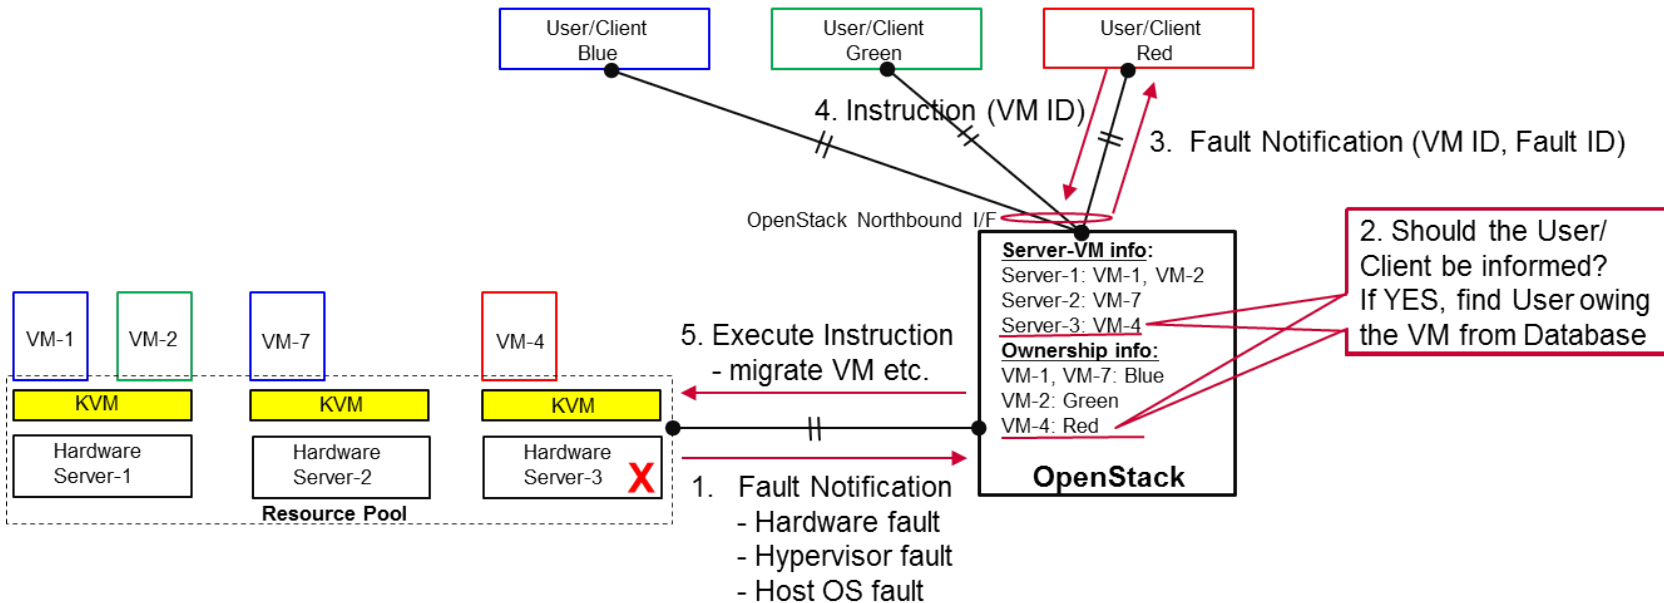 User/Client
Blue
User/Client
Green
User/Client
Red
4. Instruction (VM ID)
3. Fault Notification (VM ID, Fault ID)
OpenStack Northbound I/F
Server-VM info:
Server-1: VM-1, VM-2
Server-2: VM-7
Server-3: VM-4
Ownership info:
VM-1, VM-7: Blue
VM-2: Green
VM-4: Red
OpenStack
2. Should the User/
Client be informed?
If YES, find User owing
the VM from Database
VM-1
VM-2
VM-7
VM-4
5. Execute Instruction
- migrate VM etc.
KVM
KVM
KVM
Hardware
Server-1
Hardware
Server-2
Hardware
Server-3
X
Resource Pool
1. Fault Notification
- Hardware fault
- Hypervisor fault
- Host OS fault